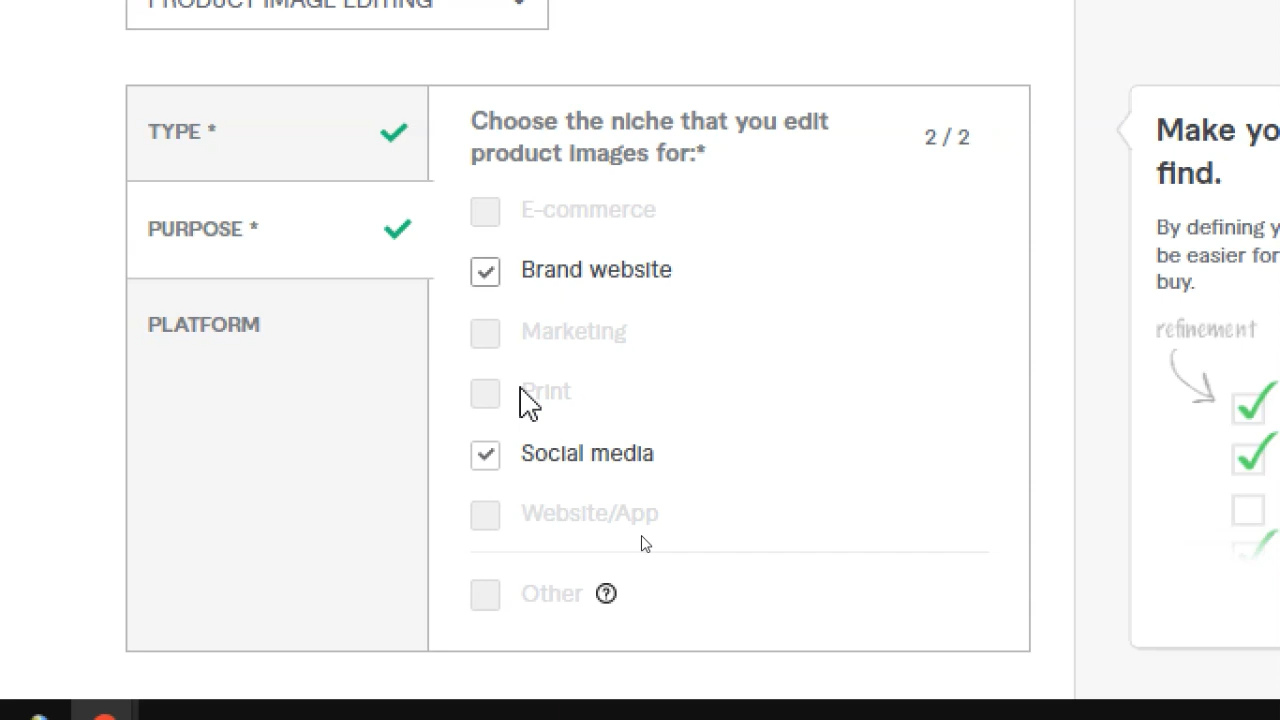 PRODUCT IMAGE EDITING
TYPE *
PURPOSE *
PLATFORM
Choose the niche that you edit
product images for:*
2 / 2
E-commerce
Brand website
Marketing
Print
Social media
Website/App
Other ?
Make yo
find.
By defining y
be easier for
buy.
refinement